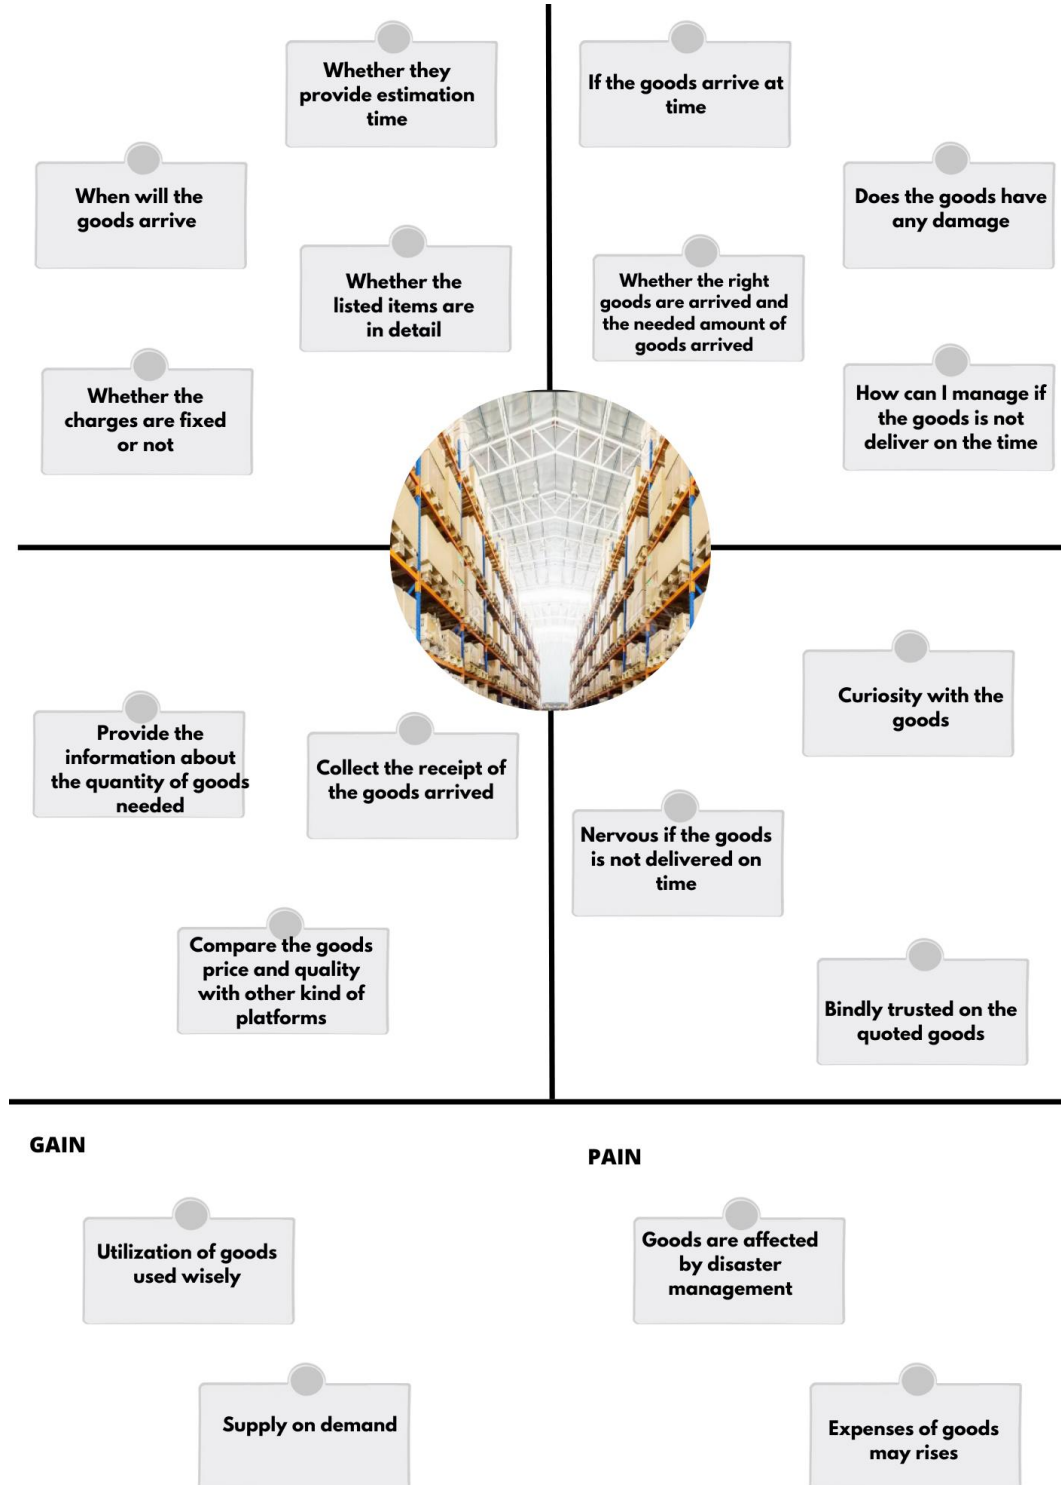 Whether they
provide estimation
time
When will the
goods arrive
Whether the
listed items are
in detail
Whether the
charges are fixed
or not
If the goods arrive at
time
Does the goods have
any damage
Whether the right
goods are arrived and
the needed amount of
goods arrived
How can I manage if
the goods is not
deliver on the time
Provide the
information about
the quantity of goods
needed
Collect the receipt of
the goods arrived
Compare the goods
price and quality
with other kind of
platforms
Curiosity with the
goods
Nervous if the goods
is not delivered on
time
Bindly trusted on the
quoted goods
GAIN
Utilization of goods
used wisely
Supply on demand
PAIN
Goods are affected
by disaster
management
Expenses of goods
may rises